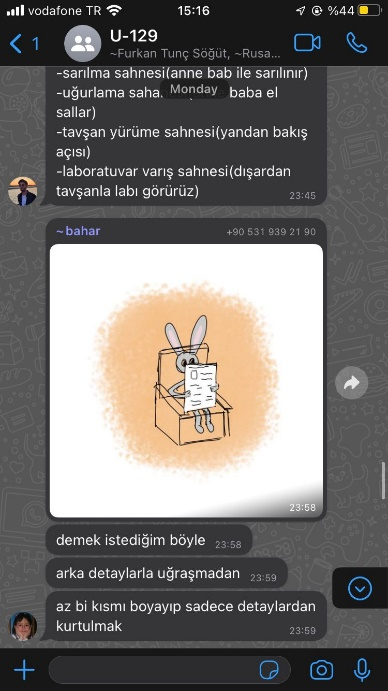 vodafone TR 15:16 %44
1 U-129
~Furkan Tunç Söğüt, ~Rusa...
-sarılma sahnesi(anne bab ile sarılınır)
Monday
-uğurlama baba el
sallar)
-tavşan yürüme sahnesi(yandan bakış
açısı)
-laboratuvar varış sahnesi(dışardan
tavşanla labı görürüz) 23:45
~bahar +90 531 939 21 90
23:58
demek istediğim böyle 23:58
arka detaylarla uğraşmadan 23:59
az bi kısmı boyayıp sadece detaylardan
kurtulmak 23:59